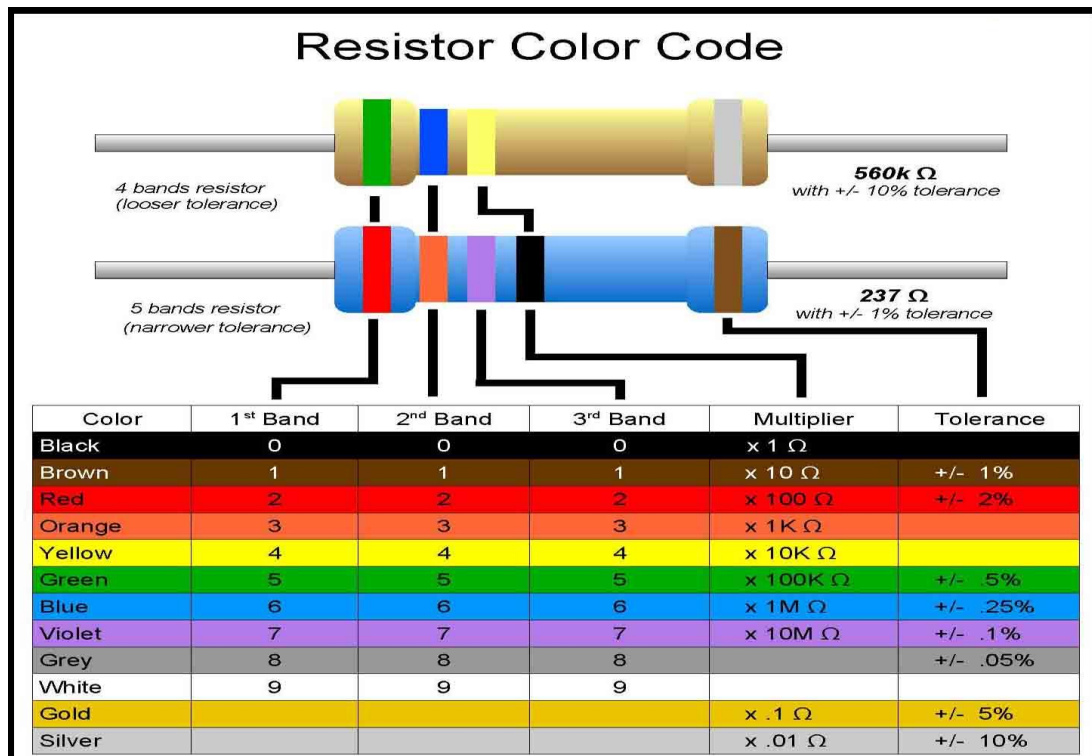 Resistor Color Code
4 bands resistor
(looser tolerance)
560k Ω
with +/- 10% tolerance
5 bands resistor
(narrower tolerance)
237 Ω
with +/- 1% tolerance
Color 1st Band 2nd Band 3rd Band Multiplier Tolerance
Black 0 0 0 x 1 Ω
Brown 1 1 1 x 10 Ω +/- 1%
Red 2 2 2 x 100 Ω +/- 2%
Orange 3 3 3 x 1K Ω
Yellow 4 4 4 x 10K Ω
Green 5 5 5 x 100K Ω +/- .5%
Blue 6 6 6 x 1M Ω +/- .25%
Violet 7 7 7 x 10M Ω +/- .1%
Grey 8 8 8 +/- .05%
White 9 9 9
Gold x .1 Ω +/- 5%
Silver x .01 Ω +/- 10%